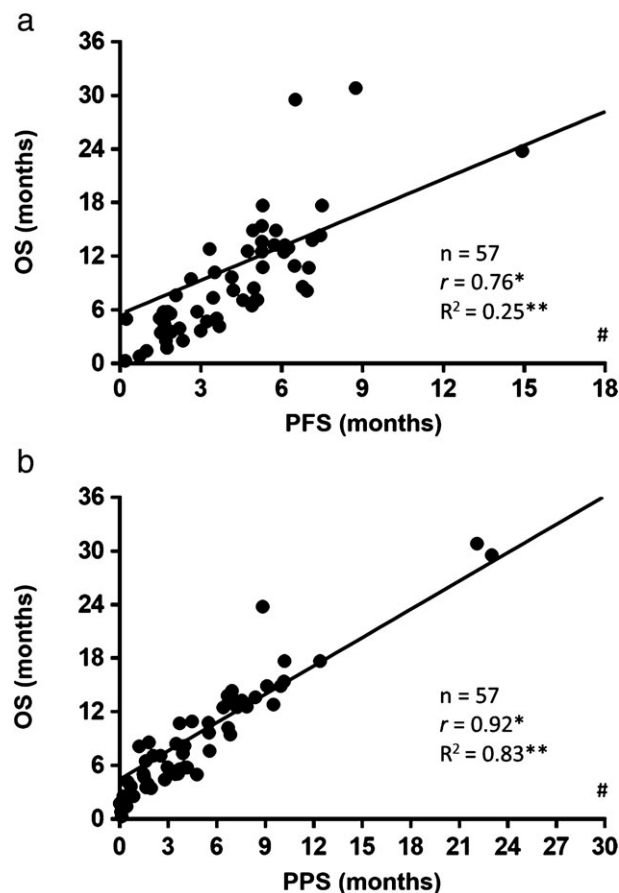 a
36
30
24
18
12
6
0
OS (months)
n = 57
r = 0.76*
R² = 0.25**
#
0 3 6 9 12 15 18
PFS (months)
b
36
30
24
18
12
6
0
OS (months)
n = 57
r = 0.92*
R² = 0.83**
#
0 3 6 9 12 15 18 21 24 27 30
PPS (months)